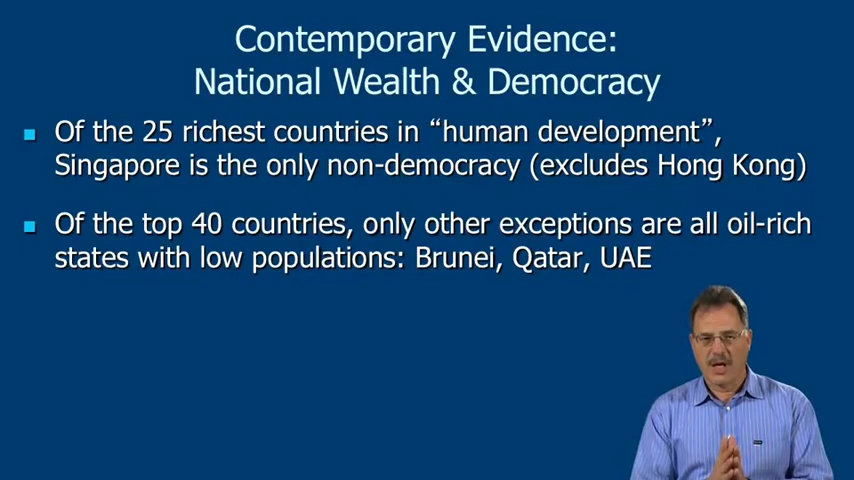 Contemporary Evidence:
National Wealth & Democracy
Of the 25 richest countries in “human development”,
Singapore is the only non-democracy (excludes Hong Kong)
Of the top 40 countries, only other exceptions are all oil-rich
states with low populations: Brunei, Qatar, UAE